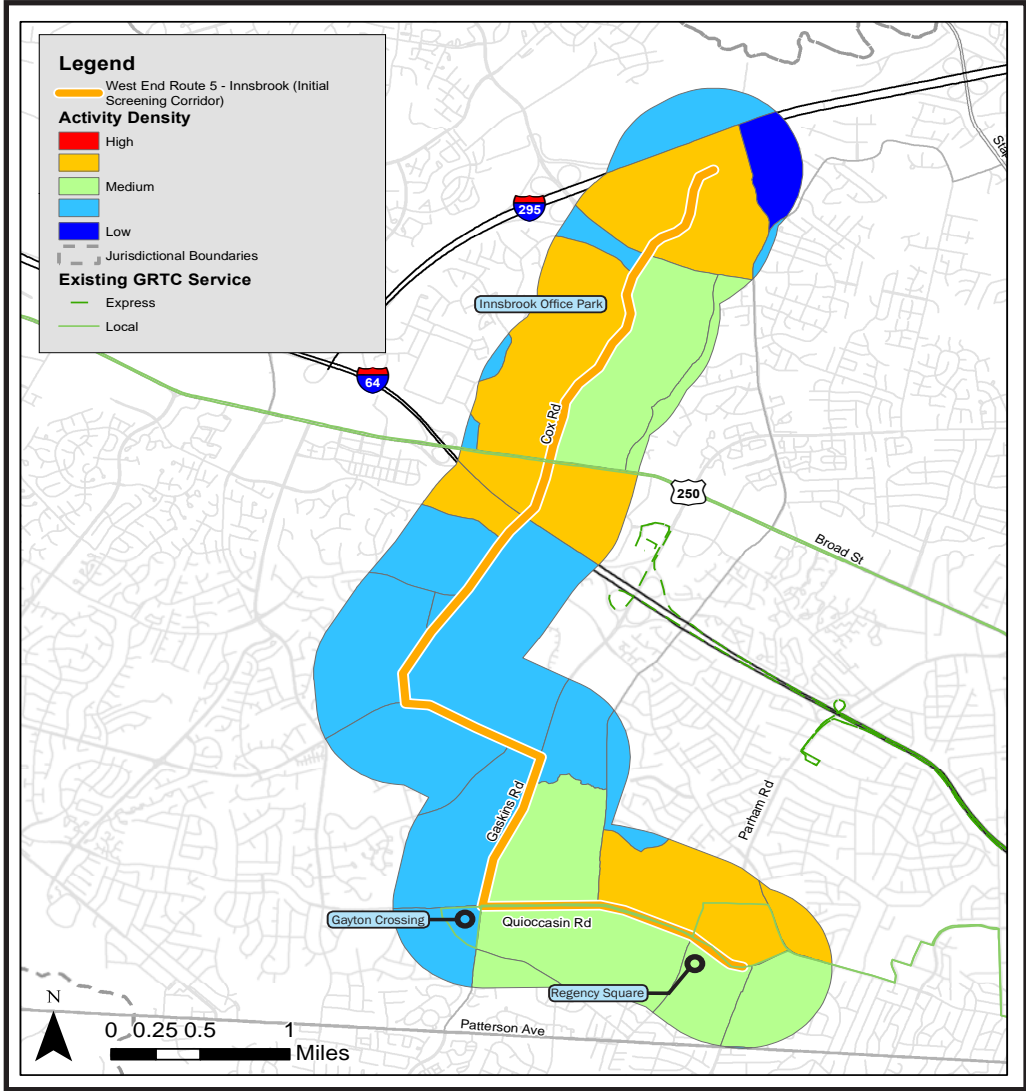 Legend
West End Route 5 - Innsbrook (Initial
Screening Corridor)
Activity Density
High
Medium
Low
Jurisdictional Boundaries
Existing GRTC Service
Express
Local
295
Innsbrook Office Park
64
Cox Rd
250
Broad St
Gaskins Rd
Parham Rd
Gayton Crossing
Quioccasin Rd
Regency Square
Patterson Ave
N
0 0.25 0.5 1
Miles